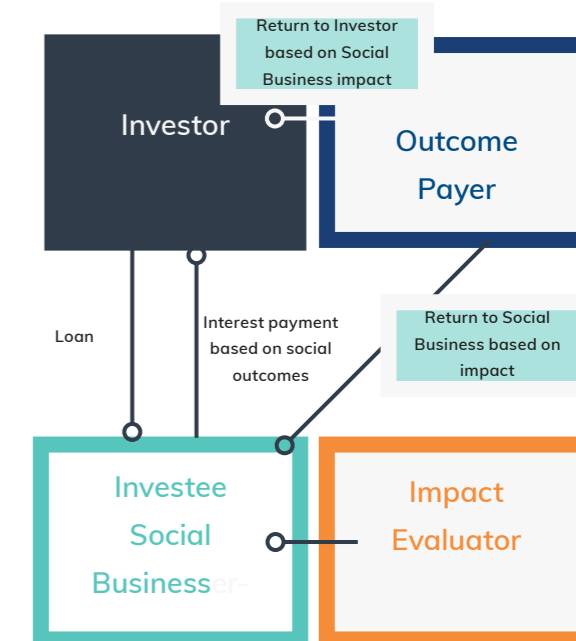 Return to Investor
based on Social
Business impact
Investor
Outcome
Payer
Loan
Interest payment
based on social
outcomes
Return to Social
Business based on
impact
Investee
Social
Businesser-
Impact
Evaluator